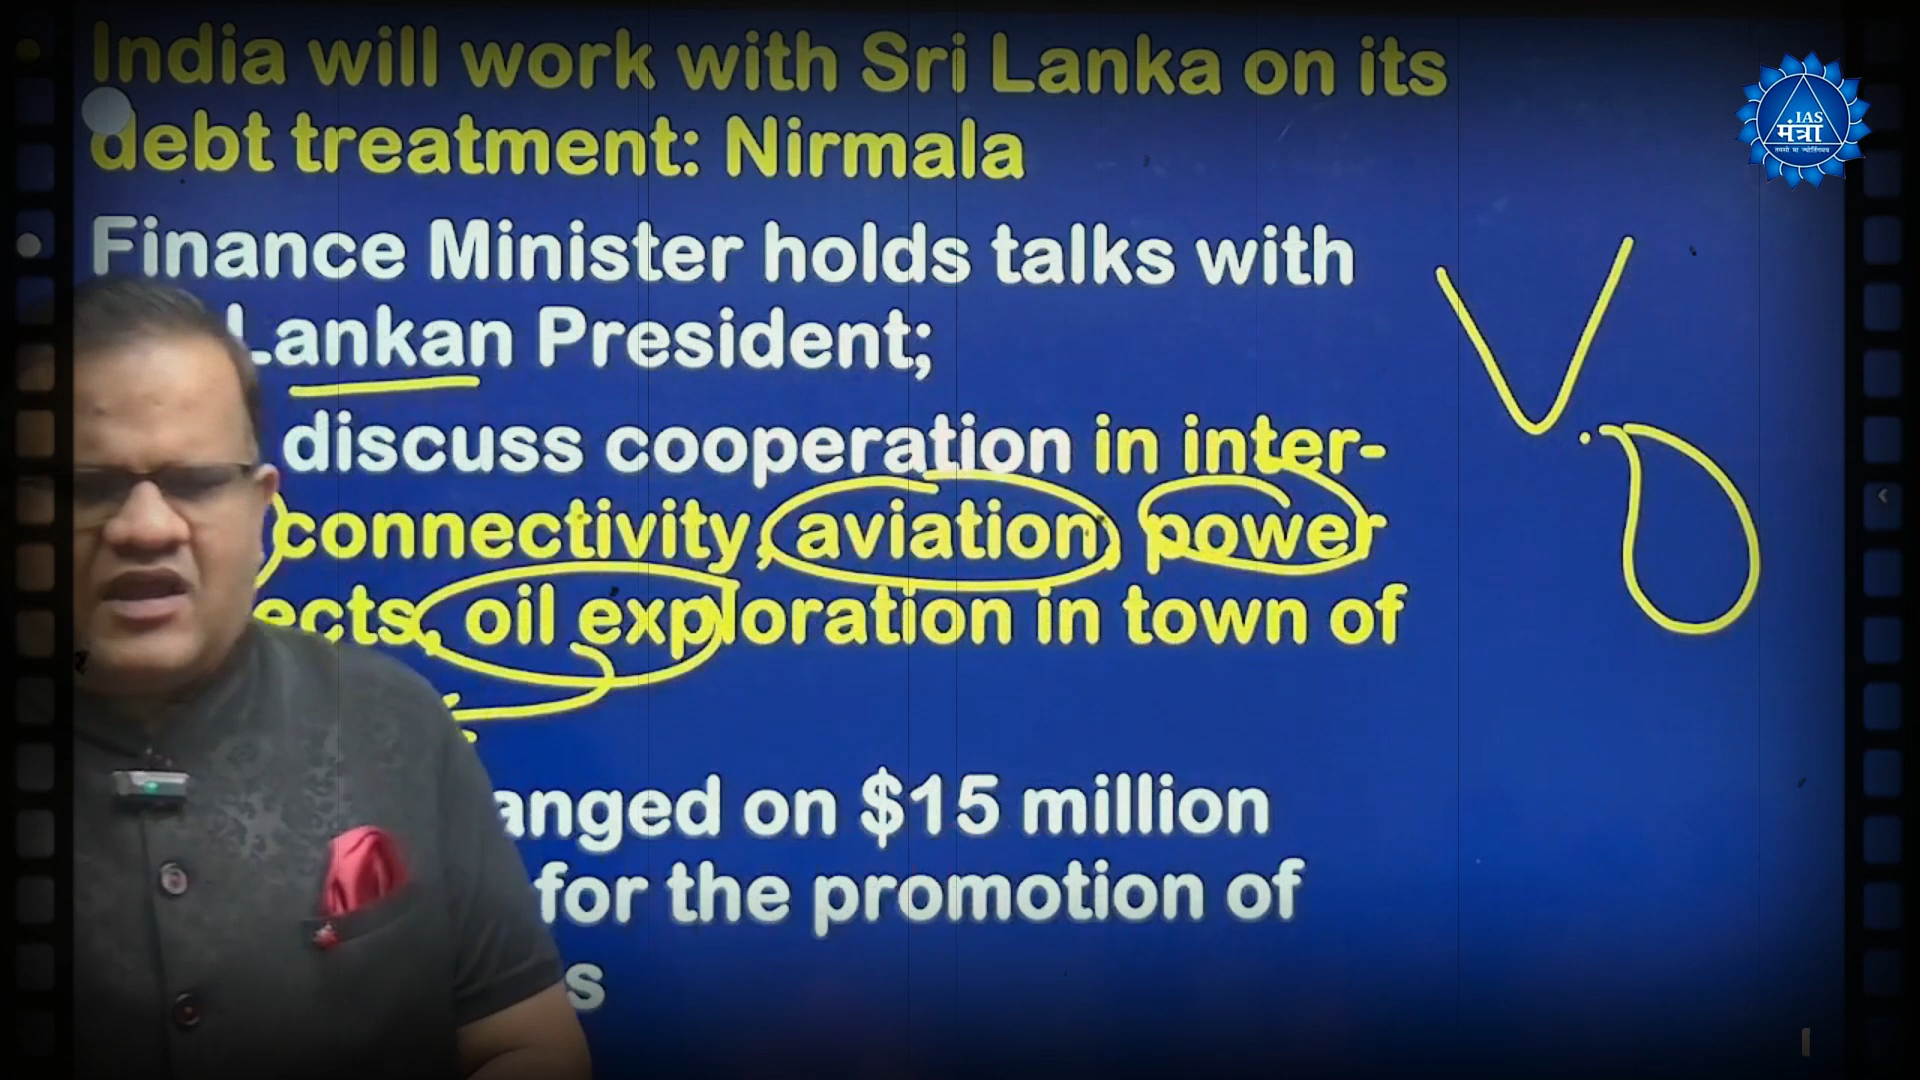 India will work with Sri Lanka on its
debt treatment: Nirmala
Finance Minister holds talks with
Lankan President;
discuss cooperation in inter-
connectivity, aviation, power
ects, oil exploration in town of
anged on $15 million
for the promotion of
s
IAS
मंत्रा